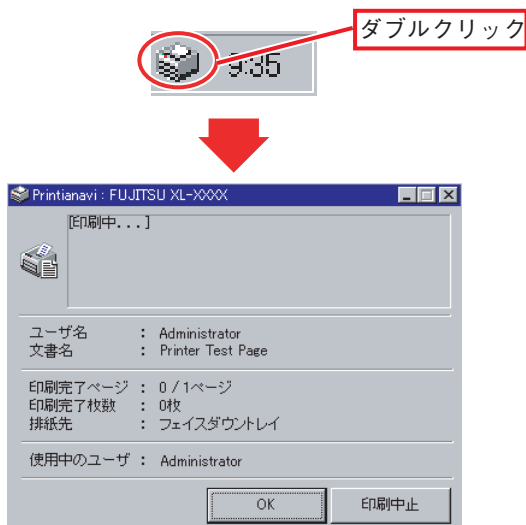 ダブルクリック
9:35
Printianavi : FUJITSU XL-XXXX
[印刷中...]
ユーザ名 : Administrator
文書名 : Printer Test Page
印刷完了ページ : 0 / 1ページ
印刷完了枚数 : 0枚
排紙先 : フェイスダウントレイ
使用中のユーザ : Administrator
OK 印刷中止